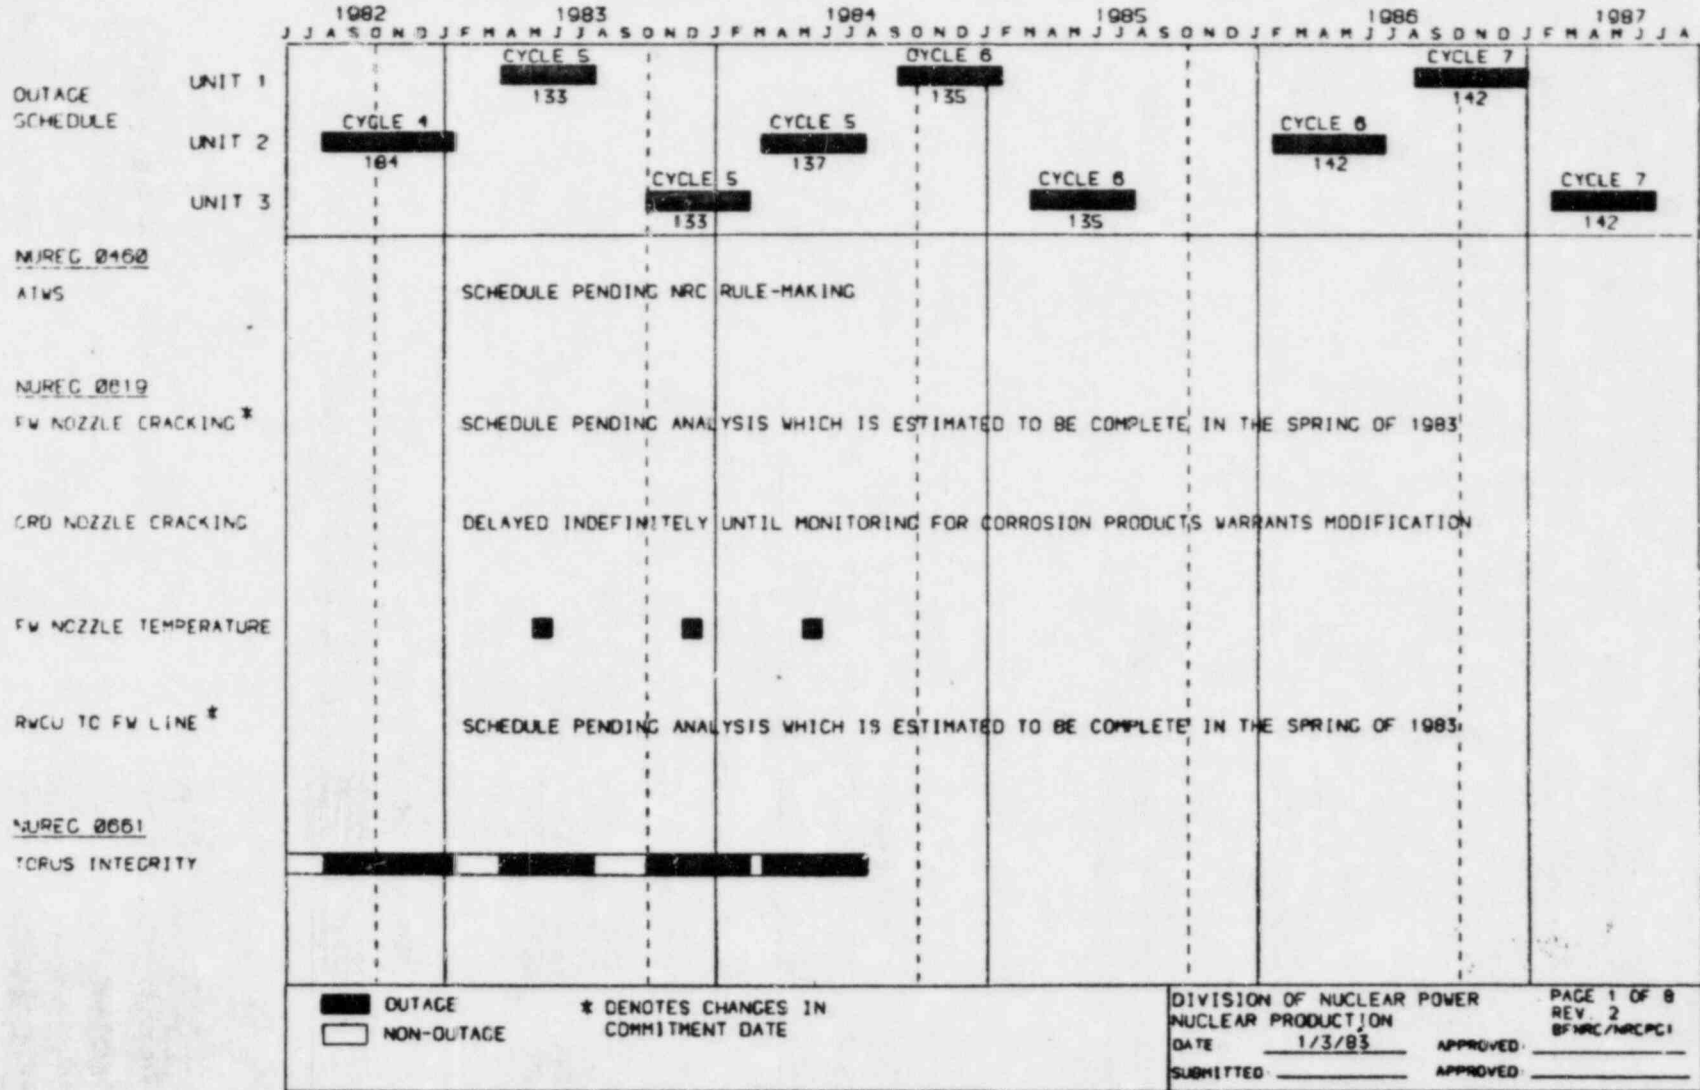 1982 1983 1984 1985 1986 1987
J J A S O N D J F M A M J J A S O N D J F M A M J J A S O N D J F M A M J J A S O N D J F M A M J J A S O N D J F M A M J J A
OUTAGE
SCHEDULE
UNIT 1
CYCLE 5
133
CYCLE 6
135
CYCLE 7
142
UNIT 2
CYCLE 4
184
CYCLE 5
137
CYCLE 6
142
UNIT 3
CYCLE 5
133
CYCLE 6
135
CYCLE 7
142
NUREG 0460
ATWS SCHEDULE PENDING NRC RULE-MAKING
NUREG 0619
FW NOZZLE CRACKING * SCHEDULE PENDING ANALYSIS WHICH IS ESTIMATED TO BE COMPLETE IN THE SPRING OF 1983
CRD NOZZLE CRACKING DELAYED INDEFINITELY UNTIL MONITORING FOR CORROSION PRODUCTS WARRANTS MODIFICATION
FW NOZZLE TEMPERATURE
RWCU TO FW LINE * SCHEDULE PENDING ANALYSIS WHICH IS ESTIMATED TO BE COMPLETE IN THE SPRING OF 1983
NUREG 0661
TORUS INTEGRITY
OUTAGE
NON-OUTAGE
* DENOTES CHANGES IN
COMMITMENT DATE
DIVISION OF NUCLEAR POWER
NUCLEAR PRODUCTION
DATE 1/3/83
SUBMITTED
PAGE 1 OF 8
REV. 2
BFNRC/NRCPG1
APPROVED:
APPROVED: